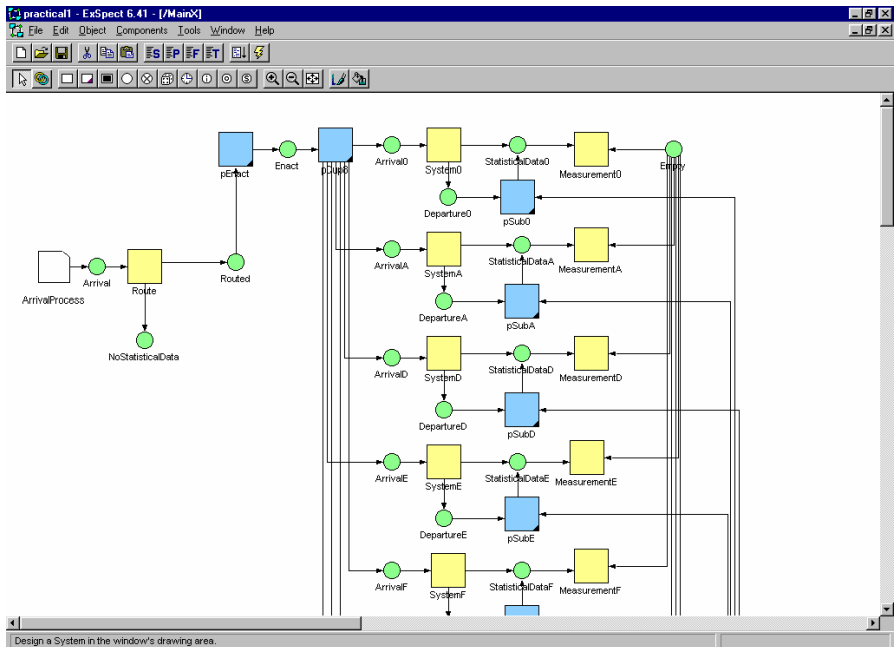 practical1 - ExSpect 6.41 - [/MainX]
File Edit Object Components Tools Window Help
S P F T
pEnact
Enact
pDup8
Arrival0
System0
StatisticalData0
Measurement0
Empty
Departure0
pSub0
ArrivalProcess
Arrival
Route
Routed
NoStatisticalData
ArrivalA
SystemA
StatisticalDataA
MeasurementA
DepartureA
pSubA
ArrivalD
SystemD
StatisticalDataD
MeasurementD
DepartureD
pSubD
ArrivalE
SystemE
StatisticalDataE
MeasurementE
DepartureE
pSubE
ArrivalF
SystemF
StatisticalDataF
MeasurementF
Design a System in the window's drawing area.